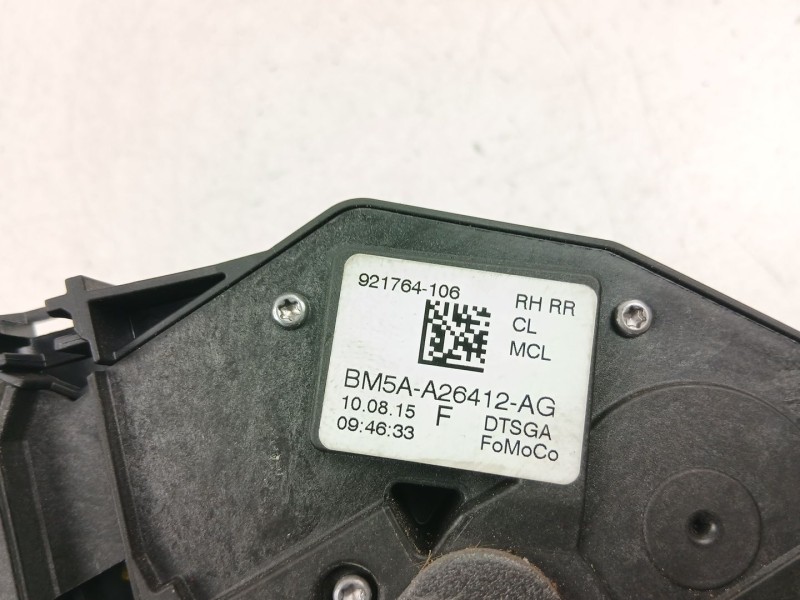 921764-106
RH RR
CL
MCL
BM5A-A26412-AG
10.08.15 F DTSGA
09:46:33 FoMoCo